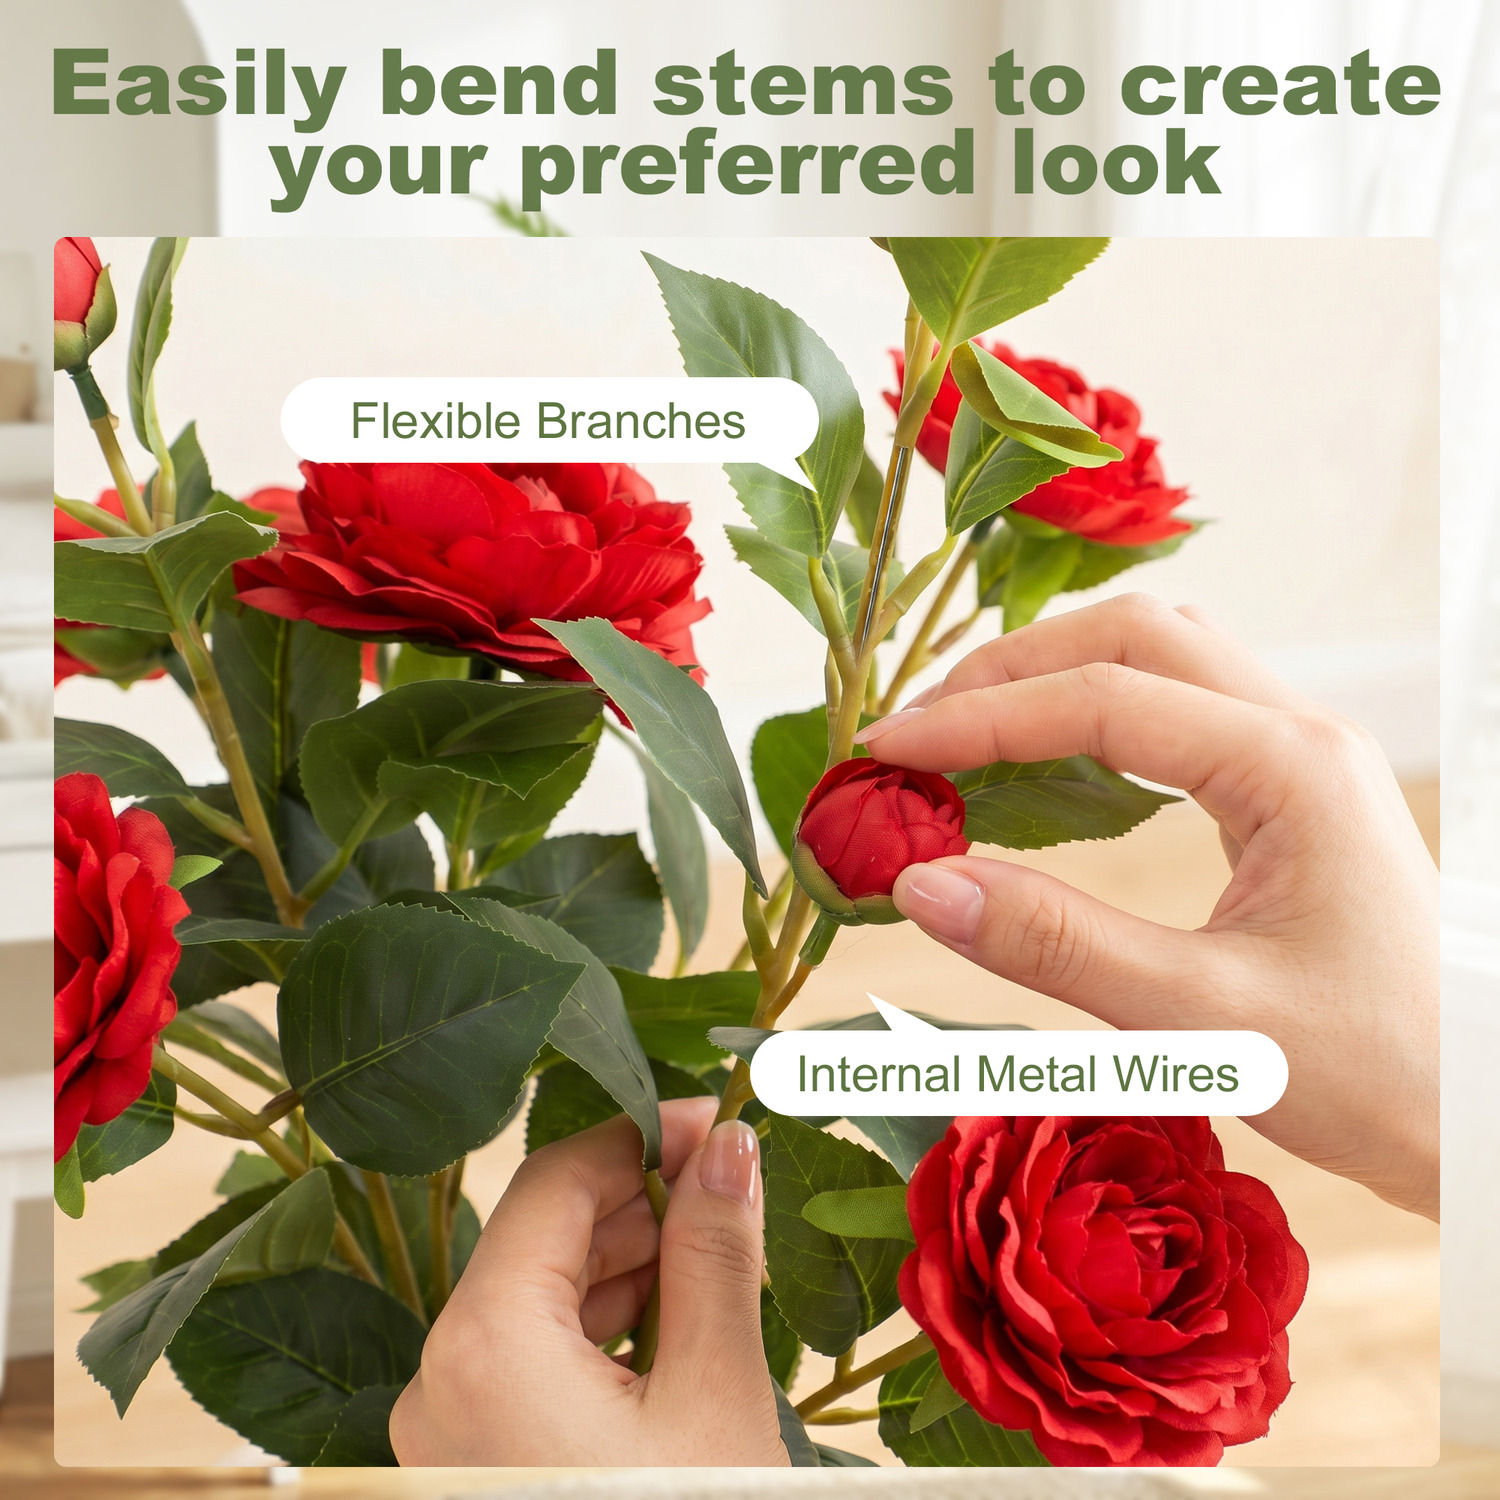 Easily bend stems to create
your preferred look
Flexible Branches
Internal Metal Wires